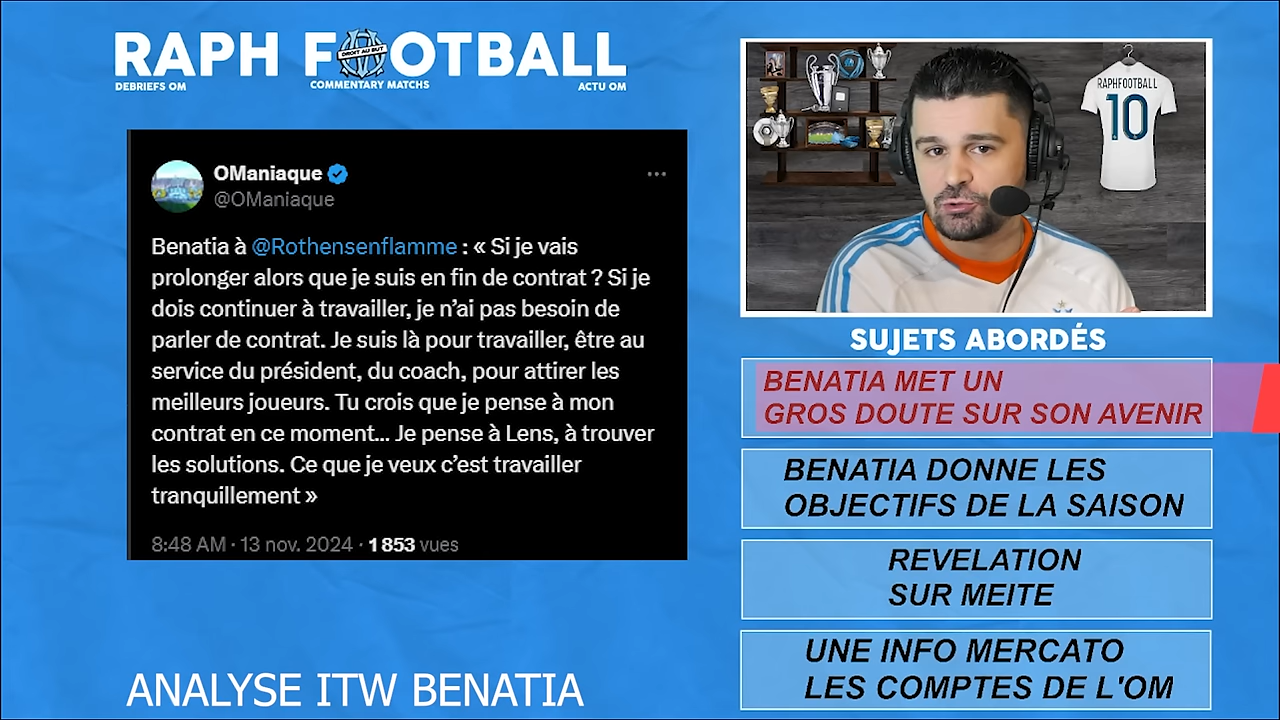 RAPH FOOTBALL
DROIT AU BUT
DEBRIEFS OM
COMMENTARY MATCHS
ACTU OM
OManiaque
@OManiaque
Benatia à @Rothensenflamme : « Si je vais
prolonger alors que je suis en fin de contrat ? Si je
dois continuer à travailler, je n’ai pas besoin de
parler de contrat. Je suis là pour travailler, être au
service du président, du coach, pour attirer les
meilleurs joueurs. Tu crois que je pense à mon
contrat en ce moment... Je pense à Lens, à trouver
les solutions. Ce que je veux c’est travailler
tranquillement »
8:48 AM · 13 nov. 2024 · 1 853 vues
ANALYSE ITW BENATIA
RAPHFOOTBALL
10
SUJETS ABORDÉS
BENATIA MET UN
GROS DOUTE SUR SON AVENIR
BENATIA DONNE LES
OBJECTIFS DE LA SAISON
REVELATION
SUR MEITE
UNE INFO MERCATO
LES COMPTES DE L'OM